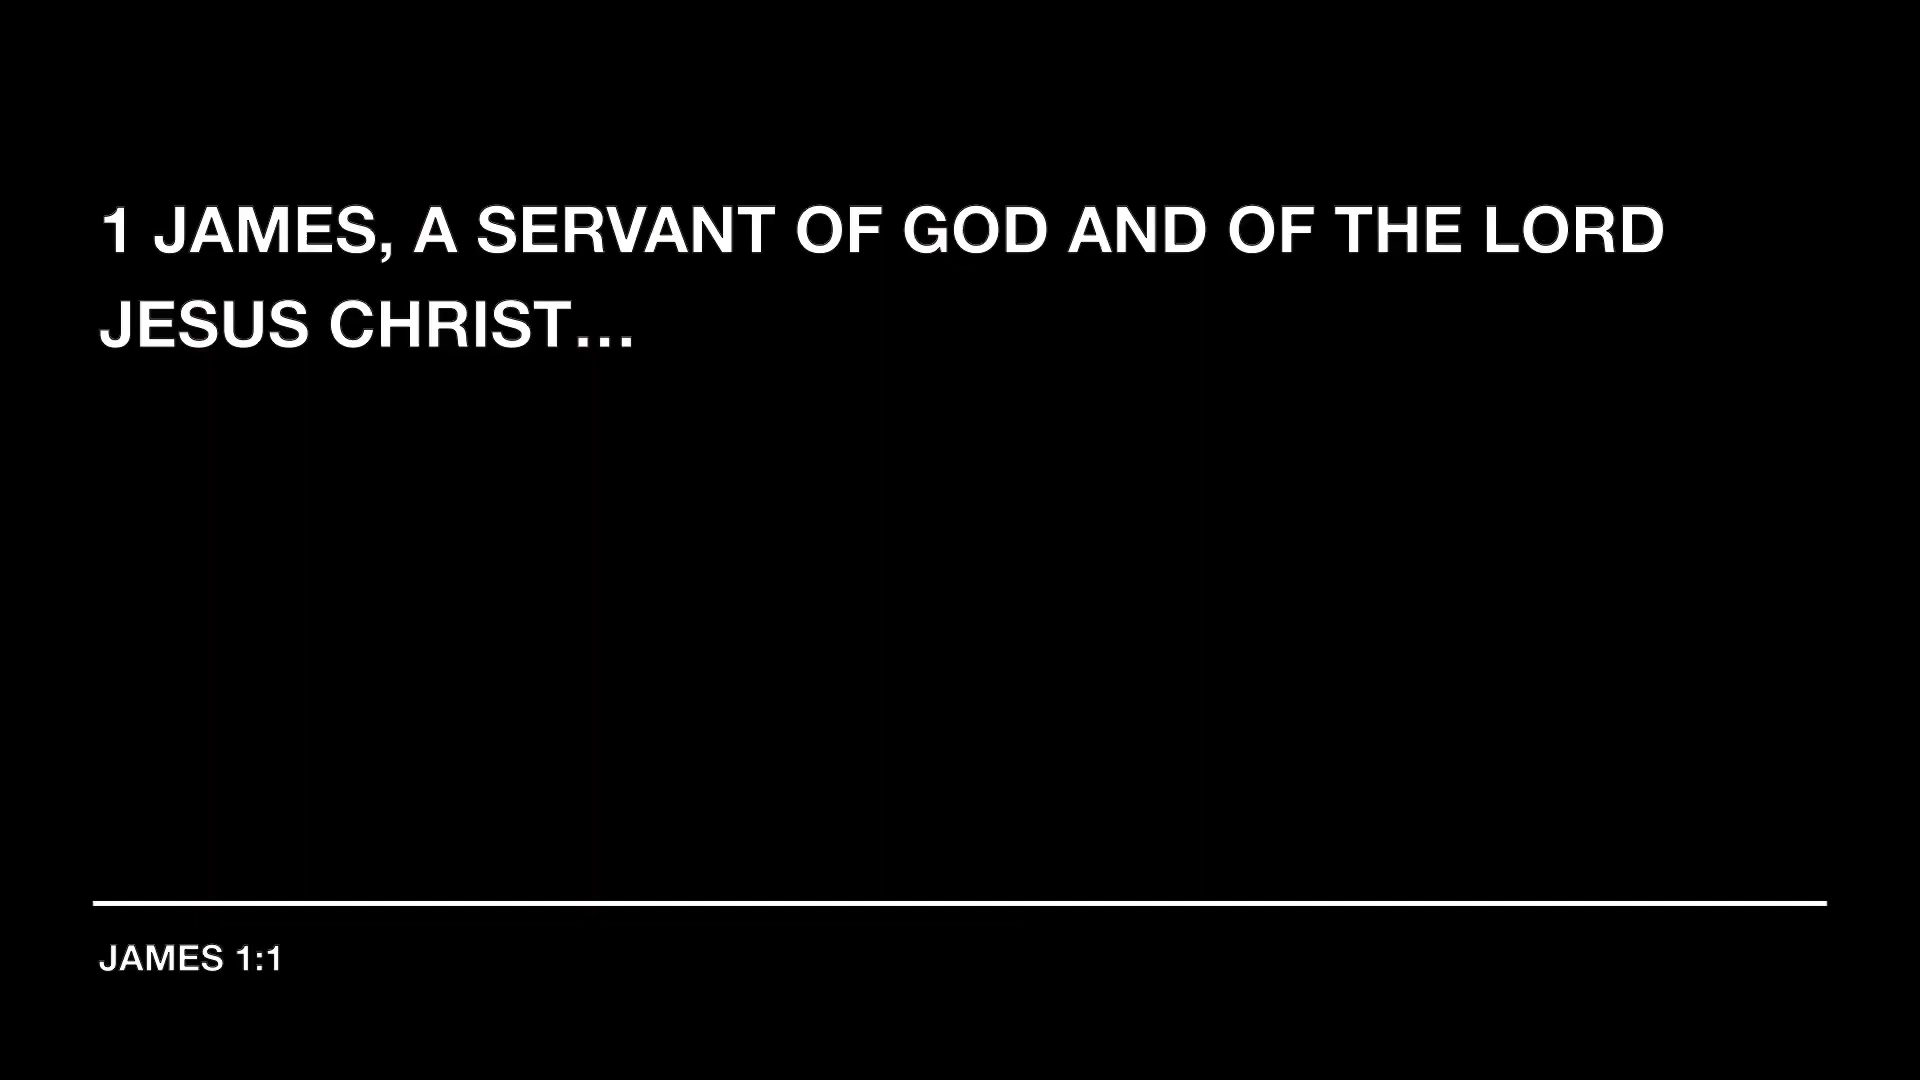 1 JAMES, A SERVANT OF GOD AND OF THE LORD
JESUS CHRIST…
JAMES 1:1